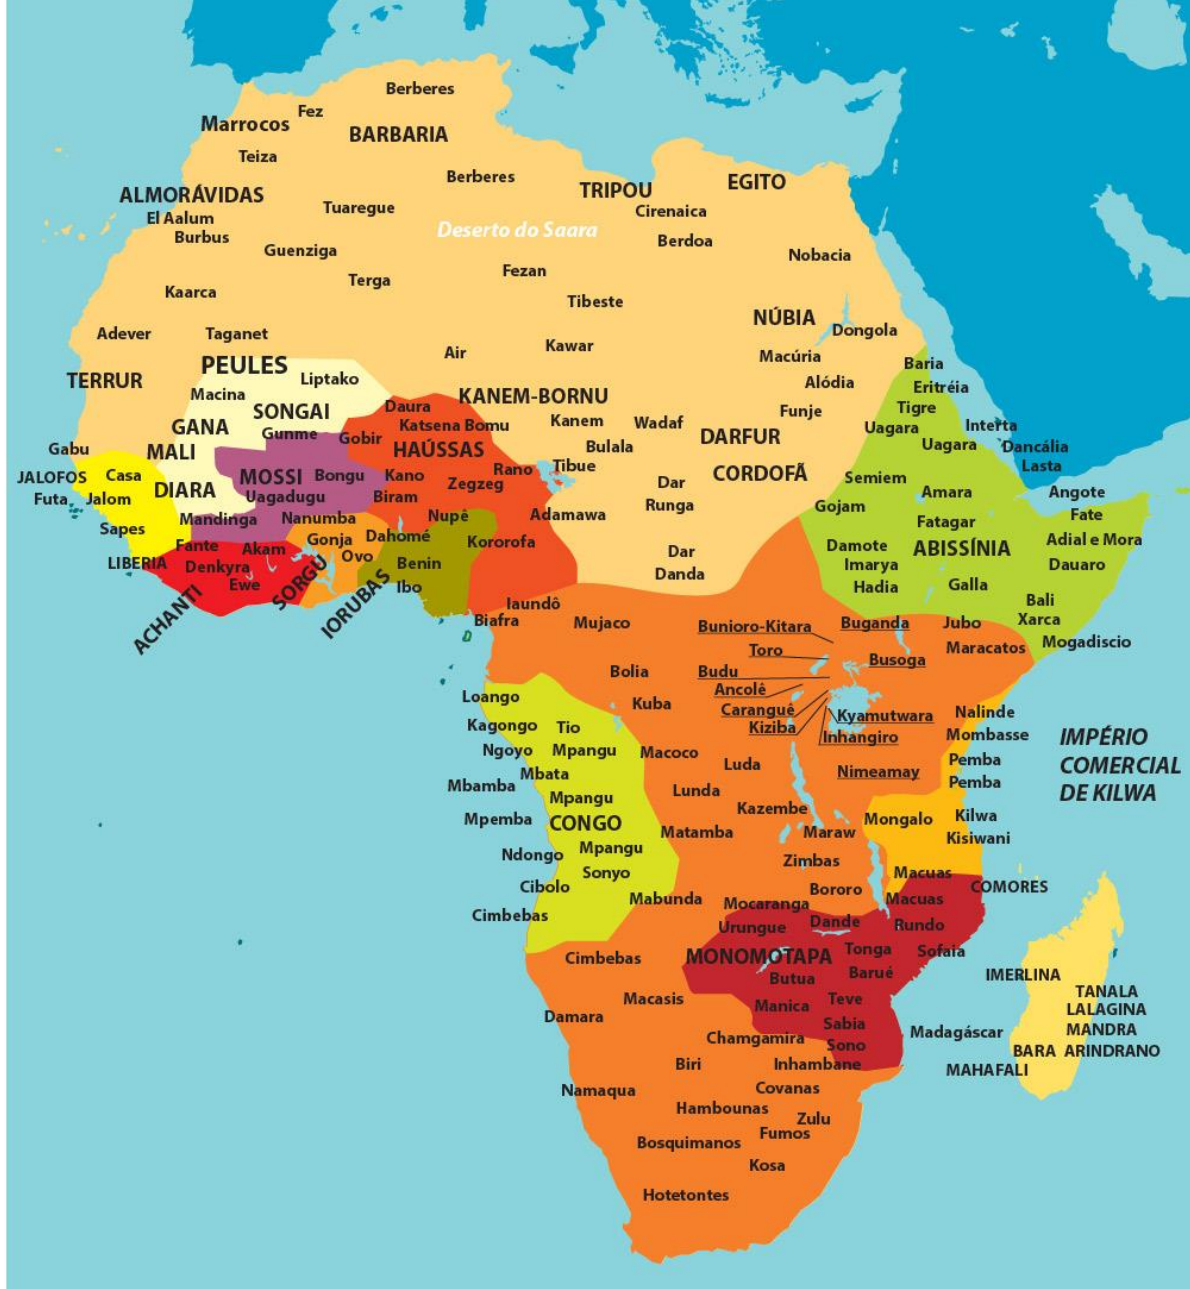 Berberes
Fez
Marrocos
BARBARIA
Teiza
Berberes
EGITO
TRIPOU
ALMORÁVIDAS
Tuaregue
Cirenaica
El Aalum
Deserto do Saara
Burbus
Berdoa
Guenziga
Nobacia
Fezan
Terga
Kaarca
Tibeste
NÚBIA
Dongola
Adever
Taganet
Kawar
Air
Macúria
PEULES
Baria
TERRUR
Liptako
Alódia
Eritréia
Macina
KANEM-BORNU
Daura
Tigre
SONGAI
Funje
Kanem
Wadaf
GANA
Katsena Bomu
Uagara
Interta
Gunme
Gobir
DARFUR
Uagara
Gabu
MALI
HAÚSSAS
Bulala
Dancália
Tibue
Lasta
JALOFOS
Casa
MOSSI
Bongu
Kano
Rano
CORDOFÃ
Semiem
Zegzeg
Dar
DIARA
Futa
Jalom
Uagadugu
Biram
Runga
Amara
Angote
Gojam
Adamawa
Fate
Mandinga
Nanumba
Nupê
Fatagar
Sapes
Gonja
Dahomé
Kororofa
Adial e Mora
Fante
Akam
Damote
ABISSÍNIA
Ovo
Dar
LIBERIA
Denkyra
Benin
Imarya
Dauaro
Danda
Ewe
SORGU
Ibo
Hadia
Galla
ACHANTI
IORUBAS
Iaundô
Bali
Biafra
Mujaco
Bunioro-Kitara
Buganda
Jubo
Xarca
Mogadiscio
Toro
Maracatos
Busoga
Bolia
Budu
Ancolê
Loango
Kuba
Caranguê
Kyamutwara
Nalinde
Kagongo
Tio
Kiziba
Inhangiro
Mombasse
IMPÉRIO
COMERCIAL
DE KILWA
Ngoyo
Mpangu
Macoco
Luda
Pemba
Mbata
Nimeamay
Pemba
Mbamba
Mpangu
Lunda
Kazembe
Mpemba
CONGO
Mongalo
Kilwa
Matamba
Maraw
Kisiwani
Mpangu
Ndongo
Zimbas
Sonyo
Macuas
Cibolo
Bororo
COMORES
Mabunda
Mocaranga
Macuas
Cimbebas
Urungue
Dande
Rundo
Cimbebas
MONOMOTAPA
Tonga
Sofaia
Butua
Barué
IMERLINA
Macasis
Manica
Teve
TANALA
LALAGINA
Damara
Sabia
Madagáscar
MANDRA
Chamgamira
Sono
BARA
ARINDRANO
Biri
Inhambane
MAHAFALI
Namaqua
Covanas
Hambounas
Zulu
Bosquimanos
Fumos
Kosa
Hotetontes